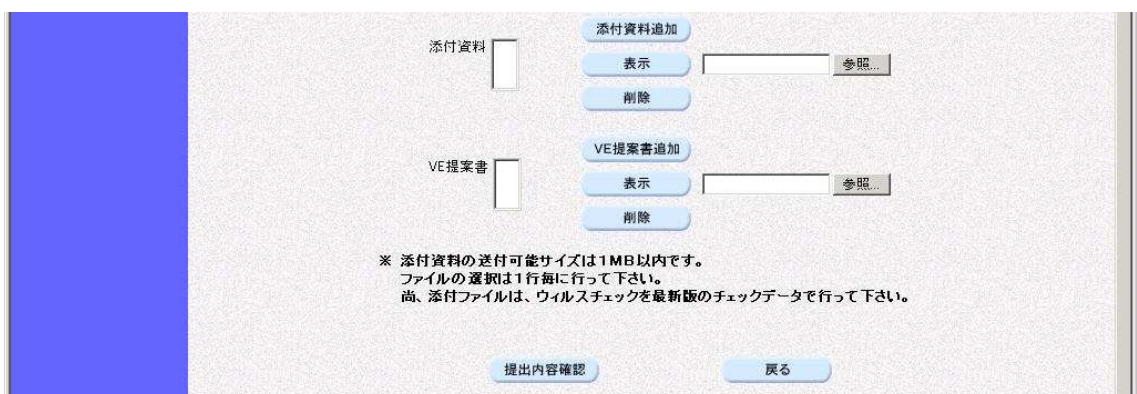 添付資料追加
添付資料
表示
参照...
削除
VE提案書追加
VE提案書
表示
参照...
削除
※ 添付資料の送付可能サイズは1MB以内です。
ファイルの選択は1行毎に行って下さい。
尚、添付ファイルは、ウィルスチェックを最新版のチェックデータで行って下さい。
提出内容確認
戻る